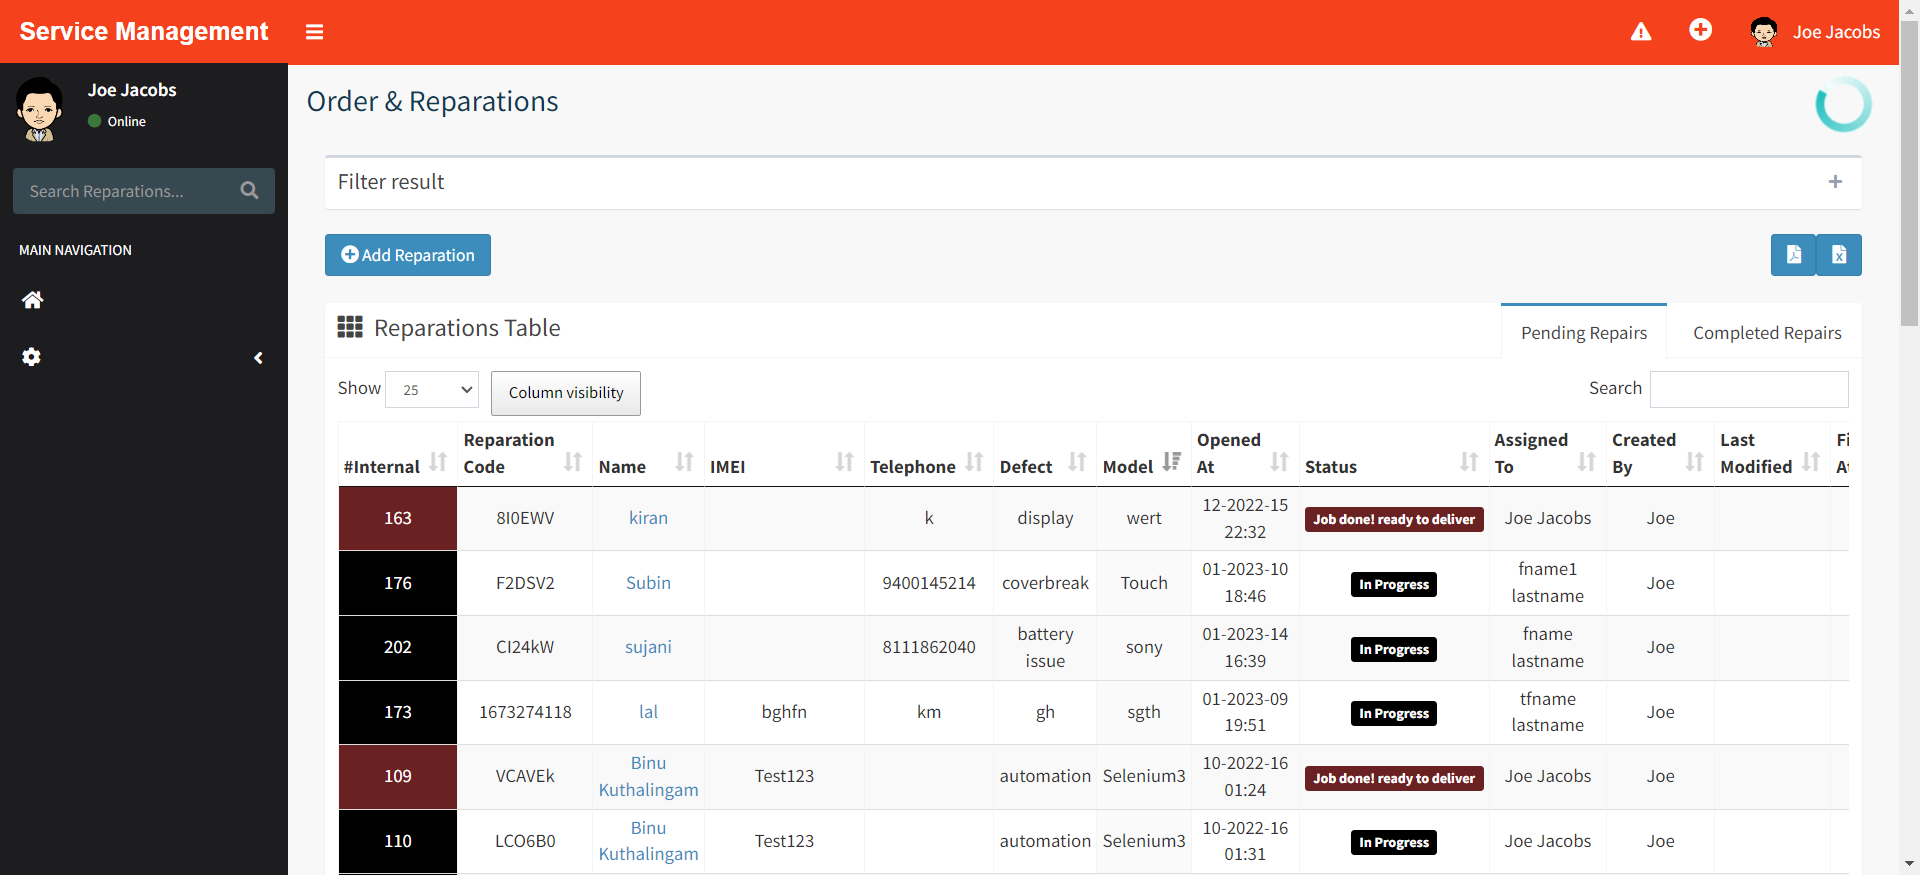 Service Management
Joe Jacobs
Joe Jacobs
Online
Search Reparations...
MAIN NAVIGATION
Order & Reparations
Filter result
Add Reparation
Reparations Table
Pending Repairs
Completed Repairs
Show 25
Column visibility
Search
#Internal Reparation Code Name IMEI Telephone Defect Model Opened At Status Assigned To Created By Last Modified
163 8I0EWV kiran k display wert 12-2022-15 22:32 Job done! ready to deliver Joe Jacobs Joe
176 F2DSV2 Subin 9400145214 coverbreak Touch 01-2023-10 18:46 In Progress fname1 lastname Joe
202 CI24kW sujani 8111862040 battery issue sony 01-2023-14 16:39 In Progress fname lastname Joe
173 1673274118 lal bghfn km gh sgth 01-2023-09 19:51 In Progress tfname lastname Joe
109 VCAVEk Binu Kuthalingam Test123 automation Selenium3 10-2022-16 01:24 Job done! ready to deliver Joe Jacobs Joe
110 LCO6B0 Binu Kuthalingam Test123 automation Selenium3 10-2022-16 01:31 In Progress Joe Jacobs Joe